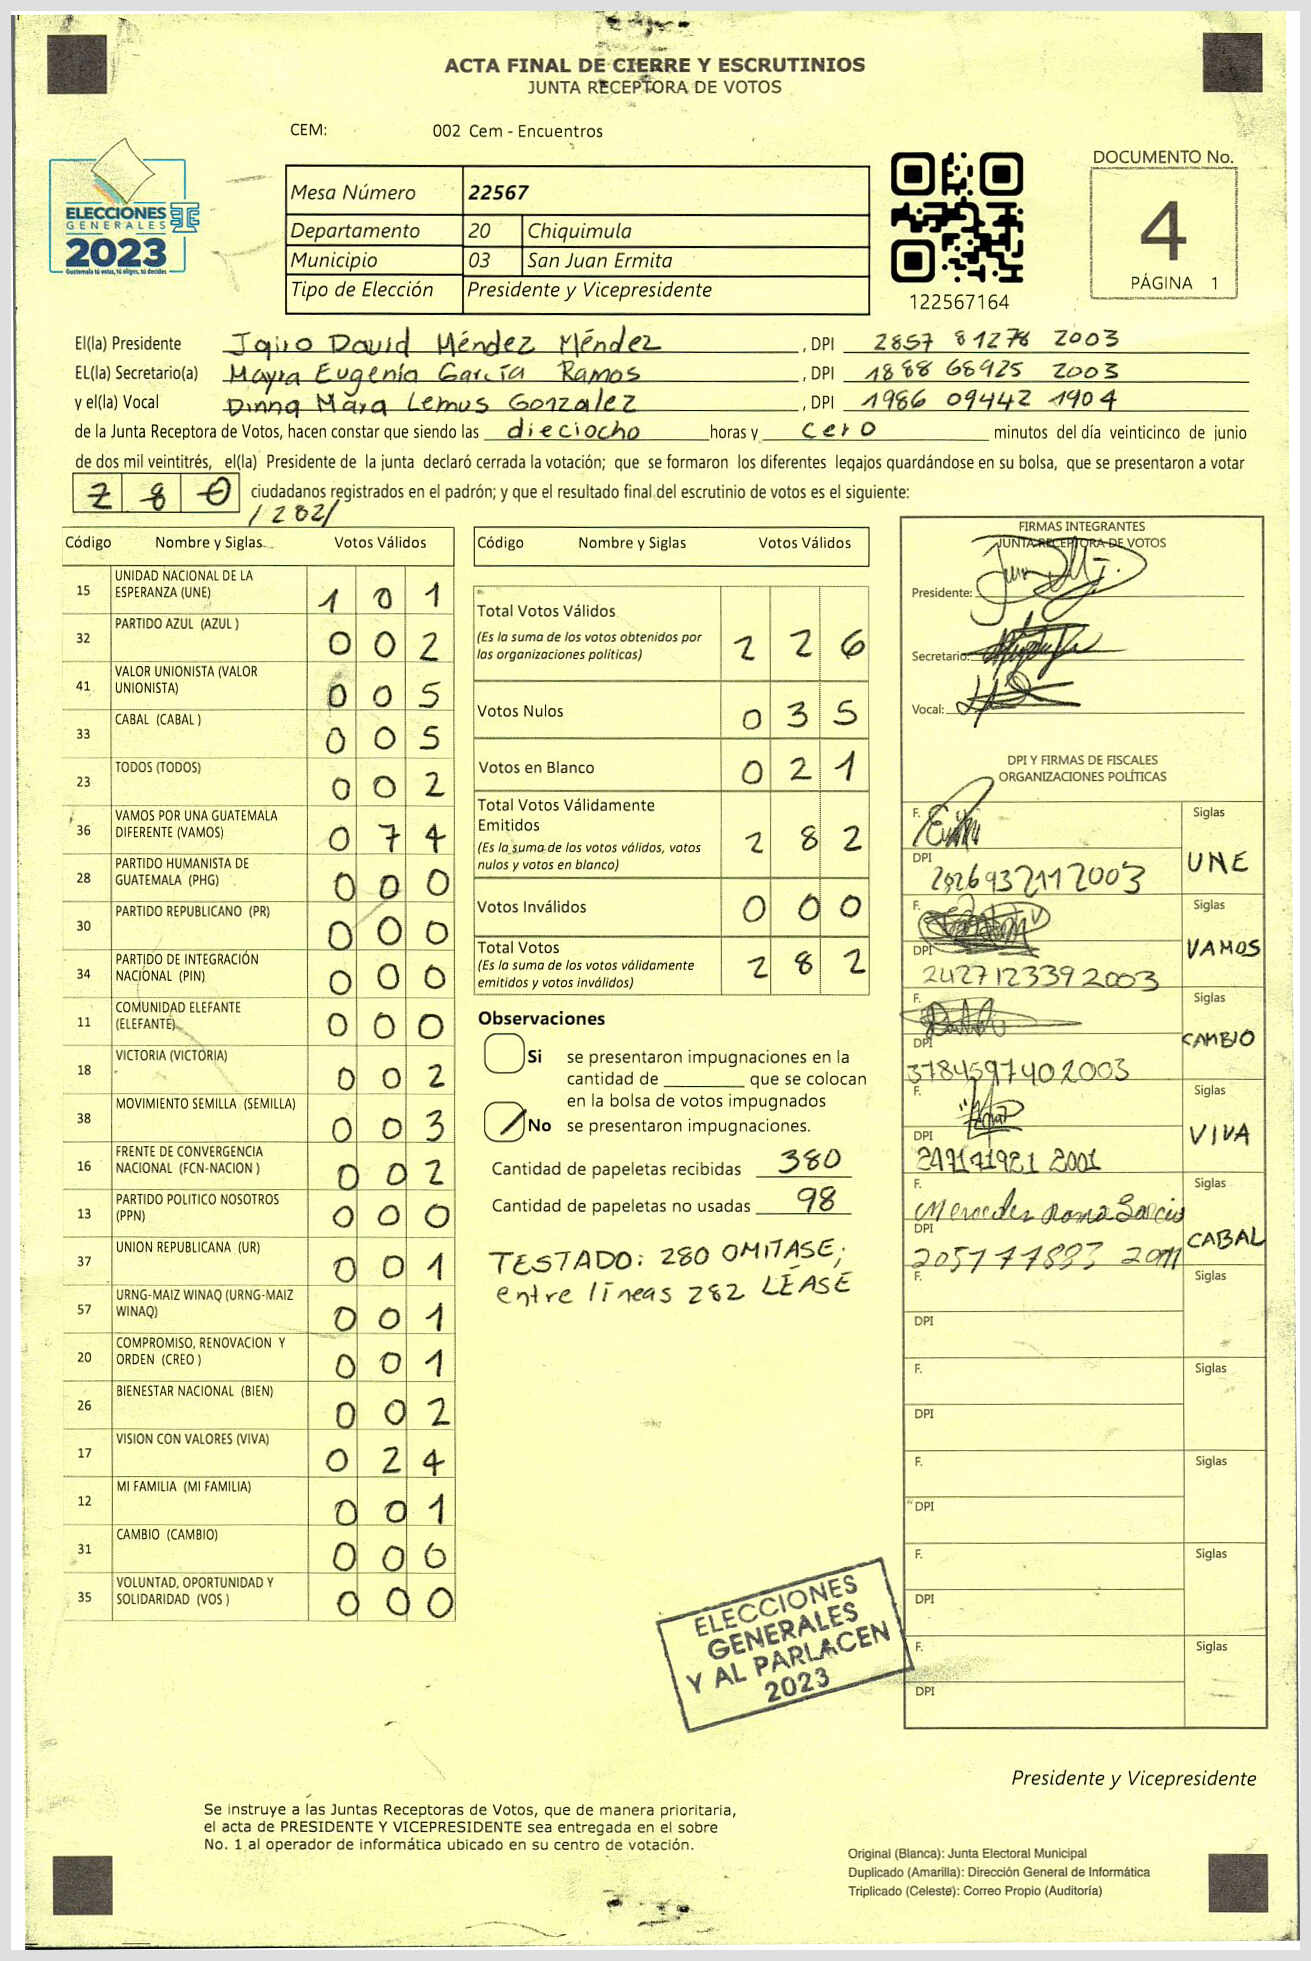 ACTA FINAL DE CIERRE Y ESCRUTINIOS
JUNTA RECEPTORA DE VOTOS
CEM: 002 Cem - Encuentros
ELECCIONES
GENERALES
2023
Guatemala tú votas, tú eliges, tú decides
Mesa Número 22567
Departamento 20 Chiquimula
Municipio 03 San Juan Ermita
Tipo de Elección Presidente y Vicepresidente
122567164
DOCUMENTO No.
4
PÁGINA 1
El(la) Presidente Jairo David Méndez Méndez , DPI 2857 81278 2003
EL(la) Secretario(a) Mayra Eugenia García Ramos , DPI 1888 68925 2003
y el(la) Vocal Dinna Mara Lemus Gonzalez , DPI 1986 09442 1904
de la Junta Receptora de Votos, hacen constar que siendo las dieciocho horas y cero minutos del día veinticinco de junio
de dos mil veintitrés, el(la) Presidente de la junta declaró cerrada la votación; que se formaron los diferentes legajos guardándose en su bolsa, que se presentaron a votar
2 8 0 ciudadanos registrados en el padrón; y que el resultado final del escrutinio de votos es el siguiente:
/ 282/
Código Nombre y Siglas Votos Válidos
15 UNIDAD NACIONAL DE LA ESPERANZA (UNE) 1 0 1
32 PARTIDO AZUL (AZUL ) 0 0 2
41 VALOR UNIONISTA (VALOR UNIONISTA) 0 0 5
33 CABAL (CABAL ) 0 0 5
23 TODOS (TODOS) 0 0 2
36 VAMOS POR UNA GUATEMALA DIFERENTE (VAMOS) 0 7 4
28 PARTIDO HUMANISTA DE GUATEMALA (PHG) 0 0 0
30 PARTIDO REPUBLICANO (PR) 0 0 0
34 PARTIDO DE INTEGRACIÓN NACIONAL (PIN) 0 0 0
11 COMUNIDAD ELEFANTE (ELEFANTE) 0 0 0
18 VICTORIA (VICTORIA) 0 0 2
38 MOVIMIENTO SEMILLA (SEMILLA) 0 0 3
16 FRENTE DE CONVERGENCIA NACIONAL (FCN-NACION ) 0 0 2
13 PARTIDO POLITICO NOSOTROS (PPN) 0 0 0
37 UNION REPUBLICANA (UR) 0 0 1
57 URNG-MAIZ WINAQ (URNG-MAIZ WINAQ) 0 0 1
20 COMPROMISO, RENOVACION Y ORDEN (CREO ) 0 0 1
26 BIENESTAR NACIONAL (BIEN) 0 0 2
17 VISION CON VALORES (VIVA) 0 2 4
12 MI FAMILIA (MI FAMILIA) 0 0 1
31 CAMBIO (CAMBIO) 0 0 6
35 VOLUNTAD, OPORTUNIDAD Y SOLIDARIDAD (VOS ) 0 0 0
Código Nombre y Siglas Votos Válidos
Total Votos Válidos 2 2 6
(Es la suma de los votos obtenidos por
las organizaciones politicas)
Votos Nulos 0 3 5
Votos en Blanco 0 2 1
Total Votos Válidamente
Emitidos 2 8 2
(Es la suma de los votos válidos, votos
nulos y votos en blanco)
Votos Inválidos 0 0 0
Total Votos 2 8 2
(Es la suma de los votos válidamente
emitidos y votos inválidos)
Observaciones
Si se presentaron impugnaciones en la
cantidad de ________ que se colocan
en la bolsa de votos impugnados
No se presentaron impugnaciones.
Cantidad de papeletas recibidas 380
Cantidad de papeletas no usadas 98
TESTADO: 280 OMITASE;
entre líneas 282 LÉASE
FIRMAS INTEGRANTES
JUNTA RECEPTORA DE VOTOS
Presidente:
Secretario:
Vocal:
DPI Y FIRMAS DE FISCALES
ORGANIZACIONES POLÍTICAS
F. Siglas
UNE
DPI
F. Siglas
VAMOS
DPI 2427123392003
F. Siglas
CAMBIO
DPI 3784597402003
F. Siglas
VIVA
DPI
F. Mercedes Siglas
CABAL
DPI
F. Siglas
DPI
F. Siglas
DPI
F. Siglas
DPI
F. Siglas
DPI
F. Siglas
DPI
ELECCIONES
GENERALES
Y AL PARLACEN
2023
Presidente y Vicepresidente
Se instruye a las Juntas Receptoras de Votos, que de manera prioritaria,
el acta de PRESIDENTE Y VICEPRESIDENTE sea entregada en el sobre
No. 1 al operador de informática ubicado en su centro de votación.
Original (Blanca): Junta Electoral Municipal
Duplicado (Amarilla): Dirección General de Informática
Triplicado (Celeste): Correo Propio (Auditoría)